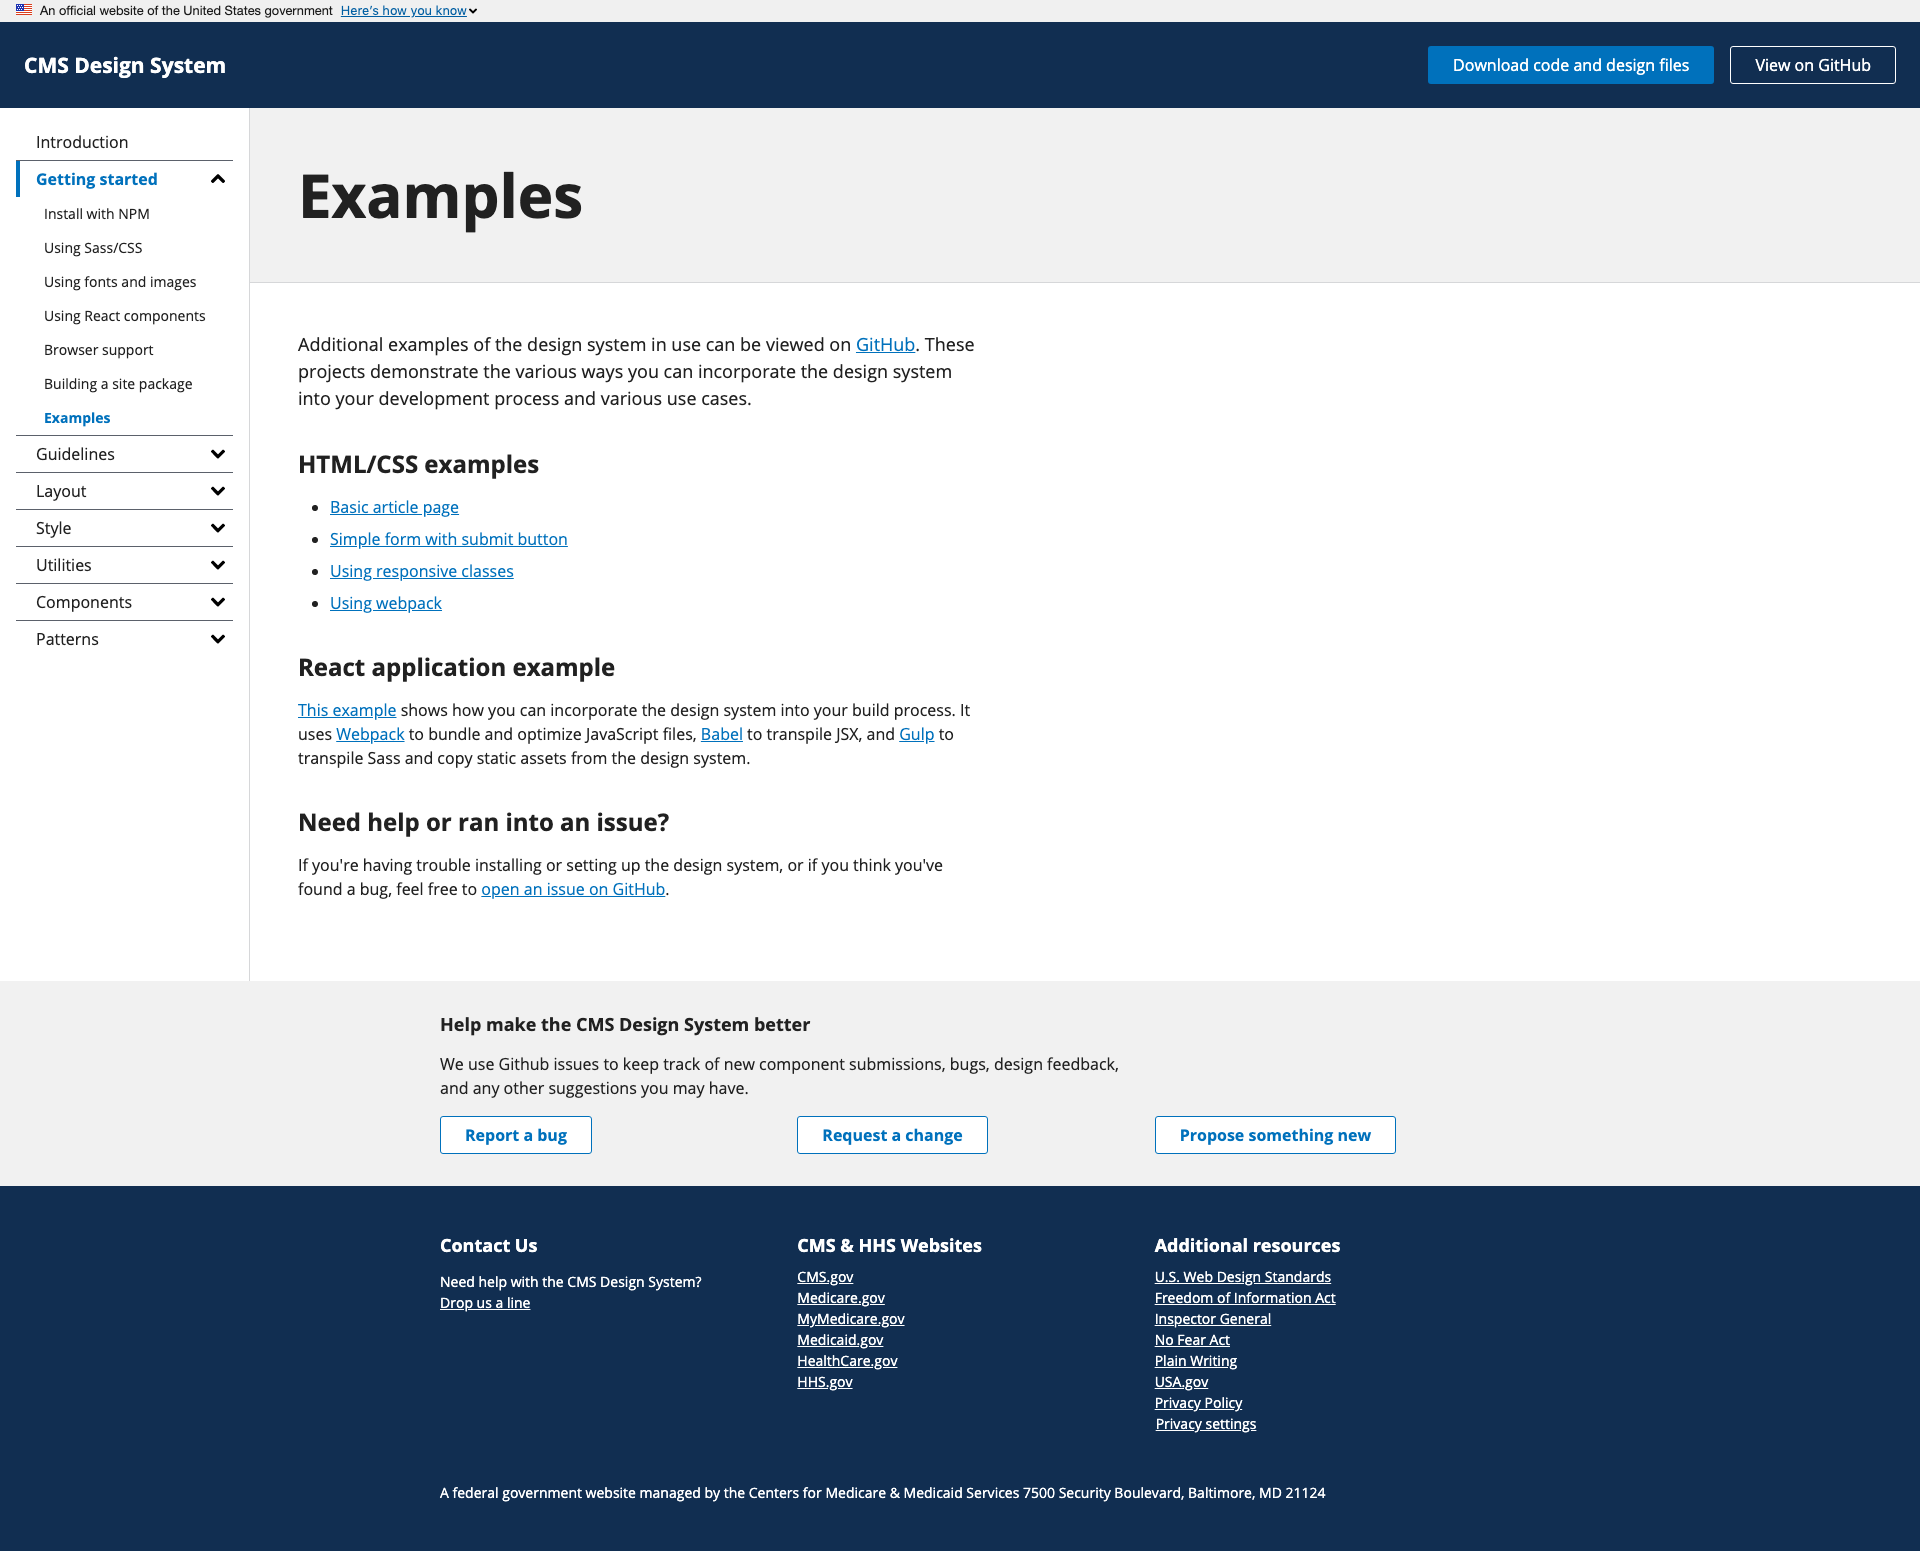 An official website of the United States government Here's how you know
CMS Design System
Download code and design files
View on GitHub
Introduction
Getting started
Install with NPM
Using Sass/CSS
Using fonts and images
Using React components
Browser support
Building a site package
Examples
Guidelines
Layout
Style
Utilities
Components
Patterns
Examples
Additional examples of the design system in use can be viewed on GitHub. These
projects demonstrate the various ways you can incorporate the design system
into your development process and various use cases.
HTML/CSS examples
Basic article page
Simple form with submit button
Using responsive classes
Using webpack
React application example
This example shows how you can incorporate the design system into your build process. It
uses Webpack to bundle and optimize JavaScript files, Babel to transpile JSX, and Gulp to
transpile Sass and copy static assets from the design system.
Need help or ran into an issue?
If you're having trouble installing or setting up the design system, or if you think you've
found a bug, feel free to open an issue on GitHub.
Help make the CMS Design System better
We use Github issues to keep track of new component submissions, bugs, design feedback,
and any other suggestions you may have.
Report a bug
Request a change
Propose something new
Contact Us
Need help with the CMS Design System?
Drop us a line
CMS & HHS Websites
CMS.gov
Medicare.gov
MyMedicare.gov
Medicaid.gov
HealthCare.gov
HHS.gov
Additional resources
U.S. Web Design Standards
Freedom of Information Act
Inspector General
No Fear Act
Plain Writing
USA.gov
Privacy Policy
Privacy settings
A federal government website managed by the Centers for Medicare & Medicaid Services 7500 Security Boulevard, Baltimore, MD 21124